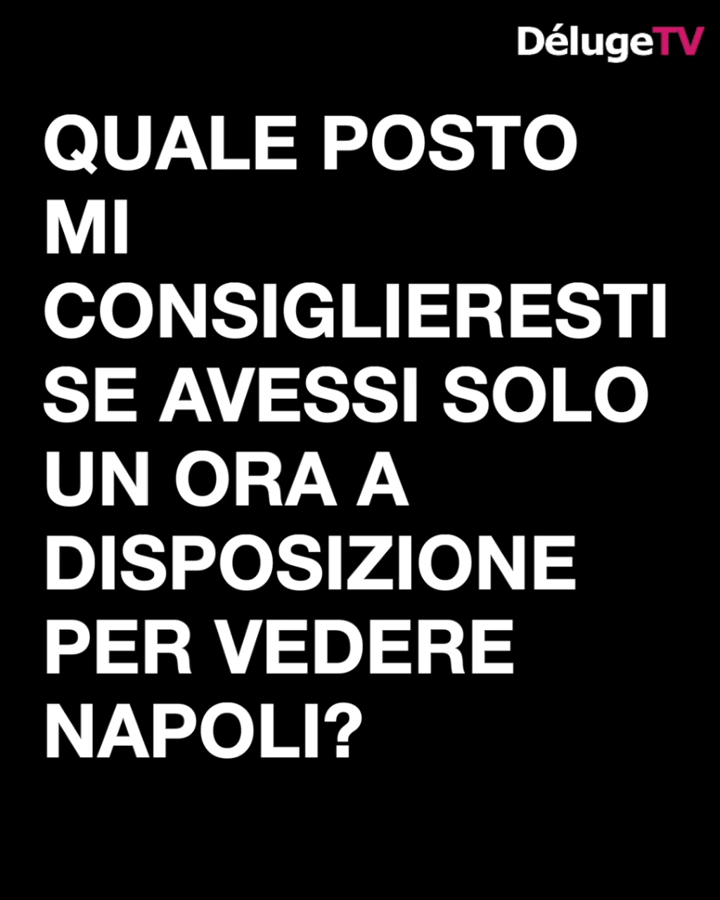 DélugeTV
QUALE POSTO
MI
CONSIGLIERESTI
SE AVESSI SOLO
UN ORA A
DISPOSIZIONE
PER VEDERE
NAPOLI?